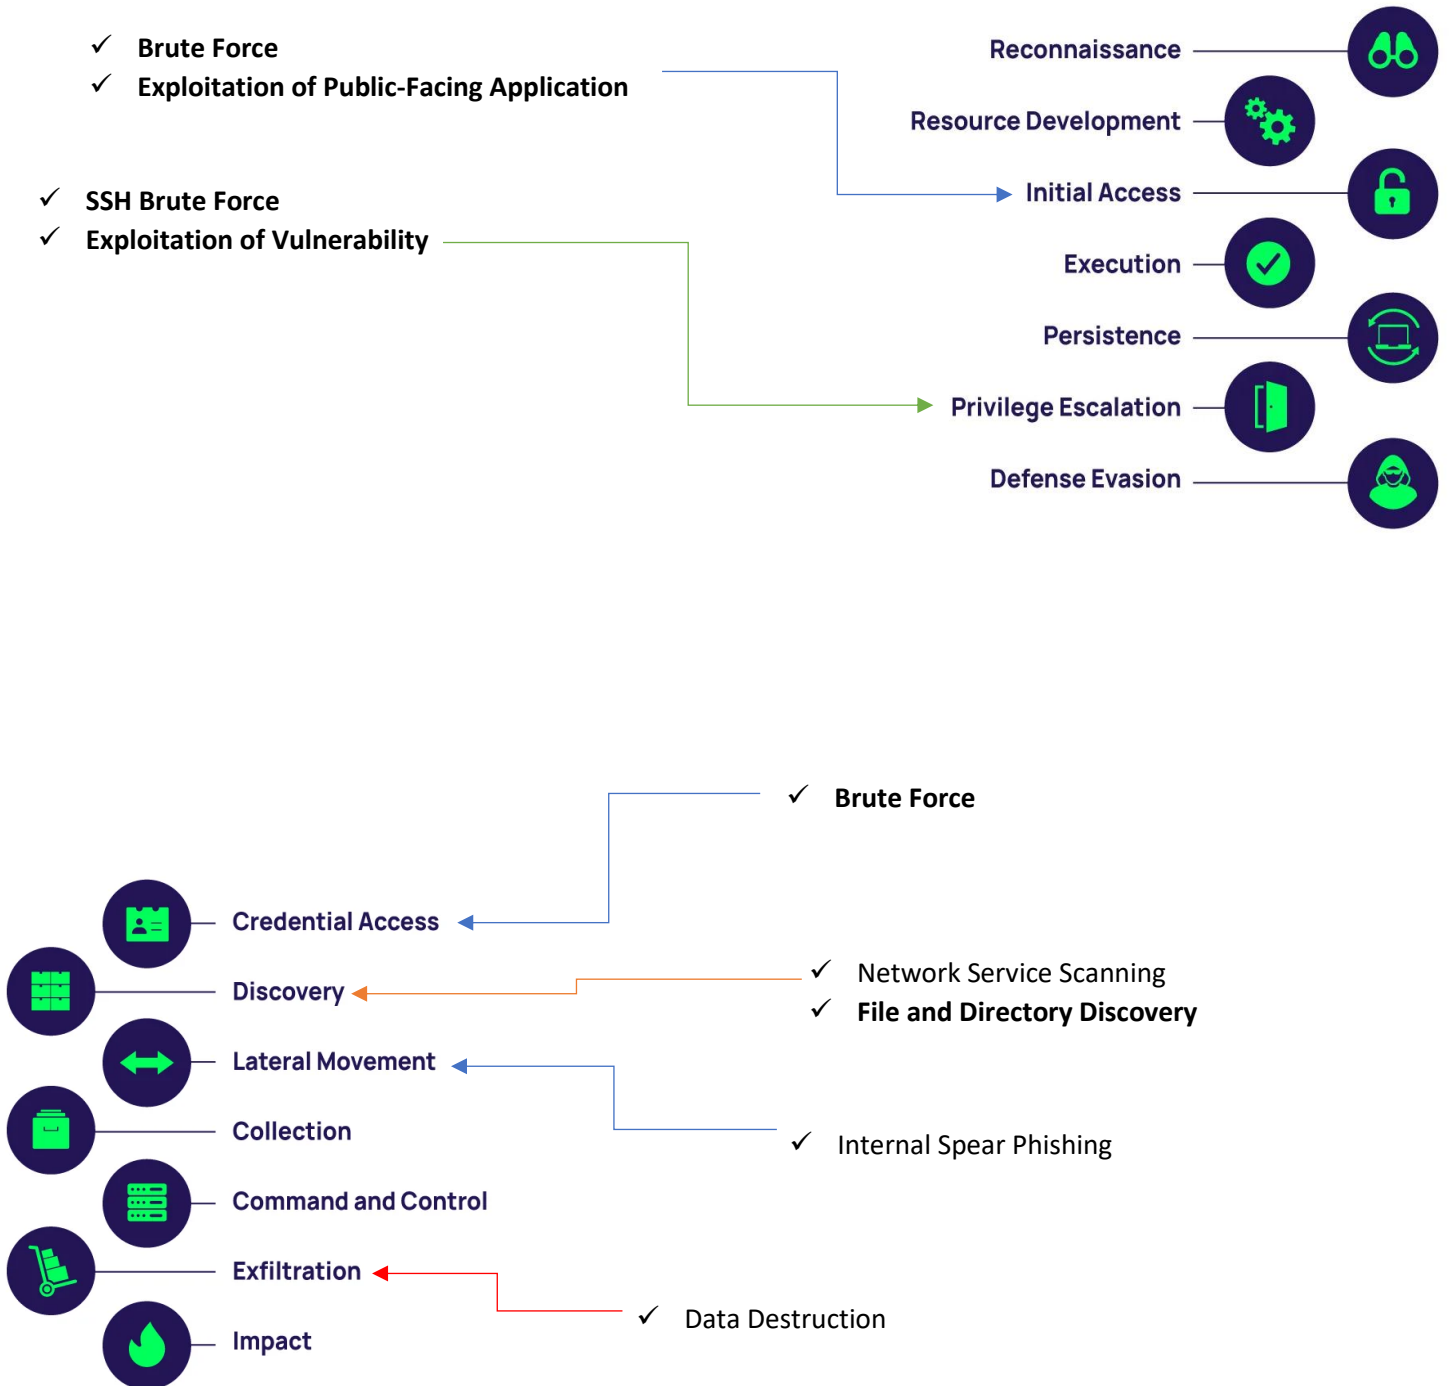 ✓ Brute Force
✓ Exploitation of Public-Facing Application
✓ SSH Brute Force
✓ Exploitation of Vulnerability
Reconnaissance
Resource Development
Initial Access
Execution
Persistence
Privilege Escalation
Defense Evasion
✓ Brute Force
Credential Access
Discovery
✓ Network Service Scanning
✓ File and Directory Discovery
Lateral Movement
Collection
✓ Internal Spear Phishing
Command and Control
Exfiltration
✓ Data Destruction
Impact